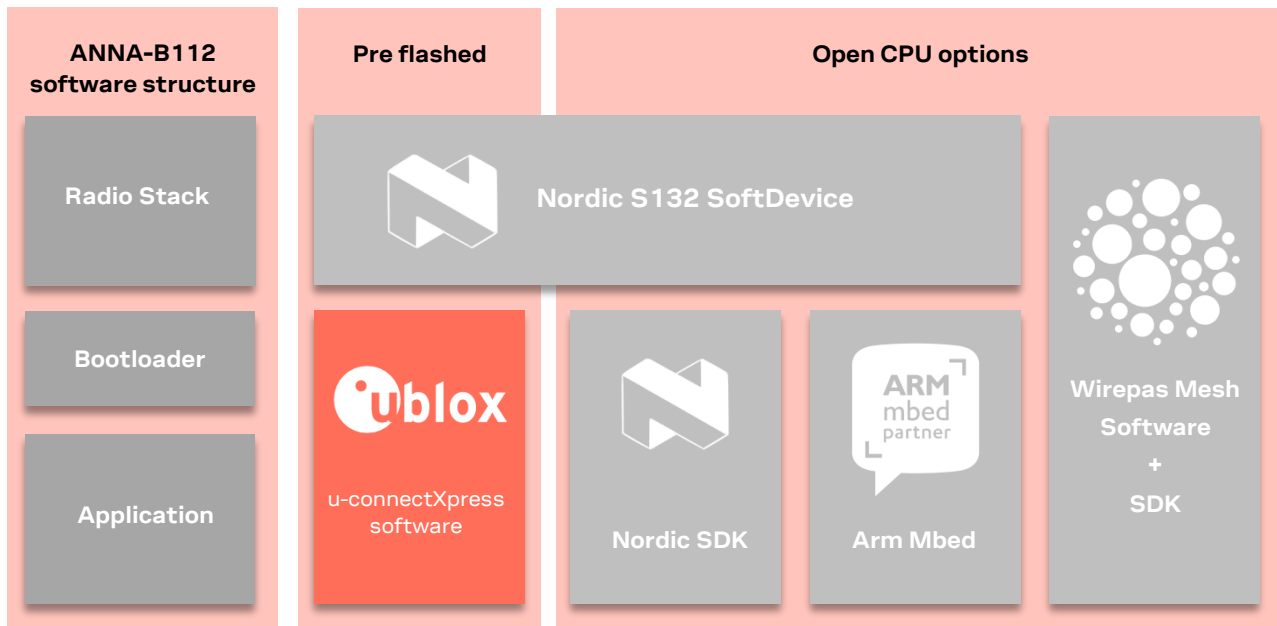 ANNA-B112
software structure
Pre flashed
Open CPU options
Radio Stack
Bootloader
Application
Nordic S132 SoftDevice
ublox
u-connectXpress
software
Nordic SDK
ARM
mbed
partner
Arm Mbed
Wirepas Mesh
Software
+
SDK